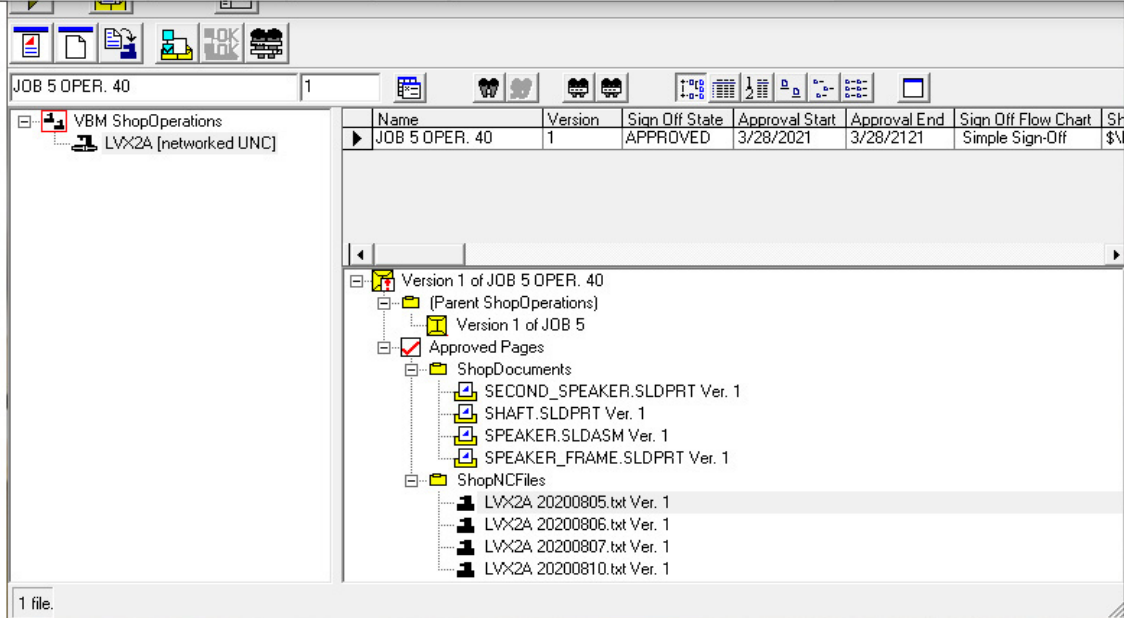 JOB 5 OPER. 40 1
VBM ShopOperations
LVX2A [networked UNC]
Name Version Sign Off State Approval Start Approval End Sign Off Flow Chart Sh
JOB 5 OPER. 40 1 APPROVED 3/28/2021 3/28/2121 Simple Sign-Off $\
Version 1 of JOB 5 OPER. 40
(Parent ShopOperations)
Version 1 of JOB 5
Approved Pages
ShopDocuments
SECOND_SPEAKER.SLDPRT Ver. 1
SHAFT.SLDPRT Ver. 1
SPEAKER.SLDASM Ver. 1
SPEAKER_FRAME.SLDPRT Ver. 1
ShopNCFiles
LVX2A 20200805.txt Ver. 1
LVX2A 20200806.txt Ver. 1
LVX2A 20200807.txt Ver. 1
LVX2A 20200810.txt Ver. 1
1 file.